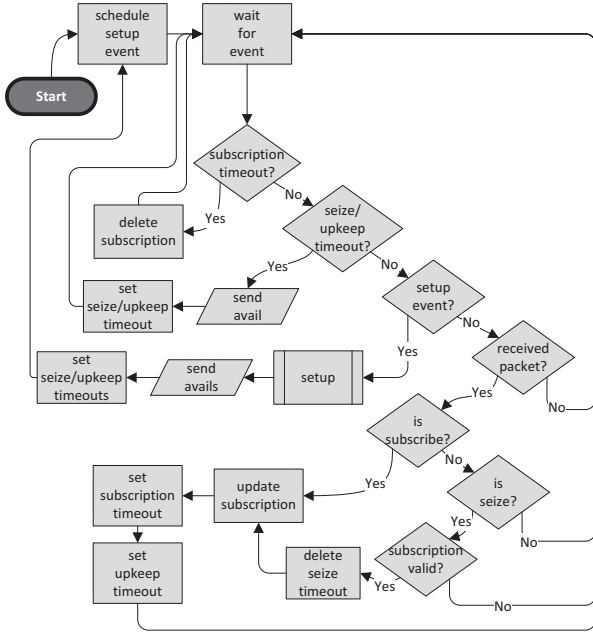 schedule
setup
event
wait
for
event
Start
subscription
timeout?
Yes
No
delete
subscription
seize/
upkeep
timeout?
Yes
No
set
seize/upkeep
timeout
send
avail
setup
event?
Yes
No
set
seize/upkeep
timeouts
send
avails
setup
received
packet?
Yes
No
is
subscribe?
Yes
No
set
subscription
timeout
update
subscription
is
seize?
Yes
No
set
upkeep
timeout
delete
seize
timeout
subscription
valid?
Yes
No